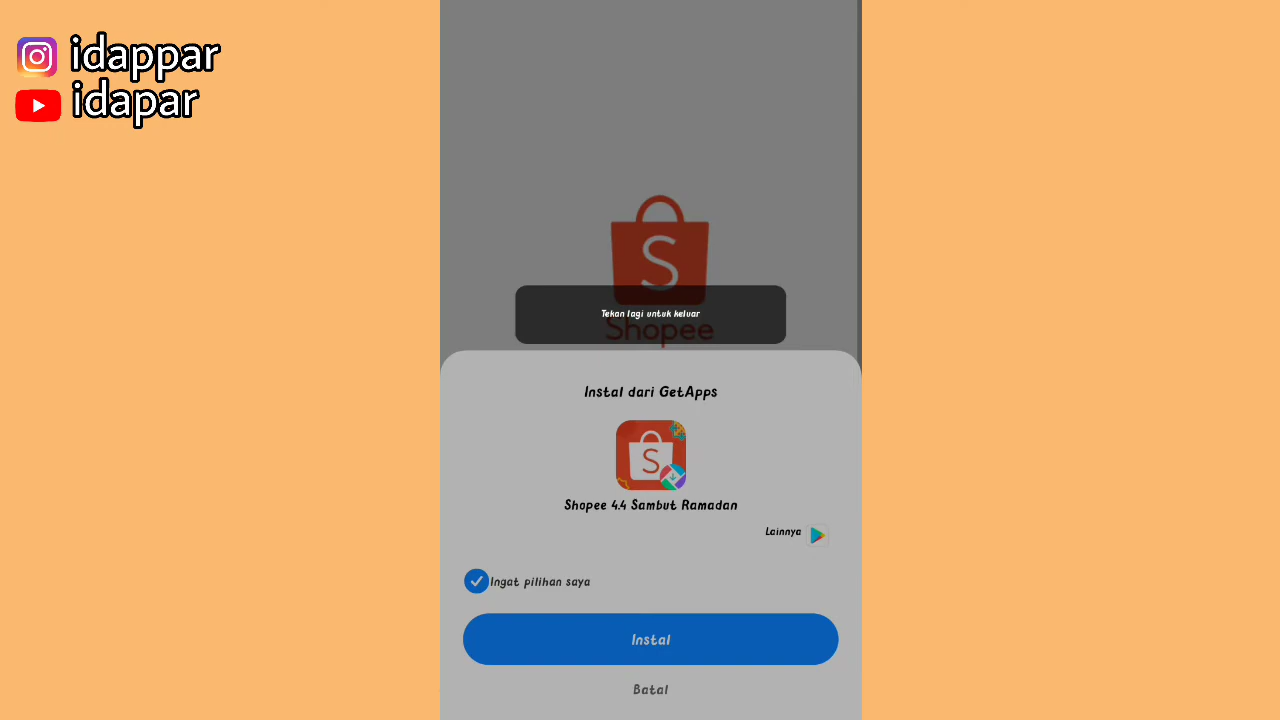 idappar
idapar
S
Shopee
Tekan lagi untuk keluar
Instal dari GetApps
S
Shopee 4.4 Sambut Ramadan
Lainnya
Ingat pilihan saya
Instal
Batal